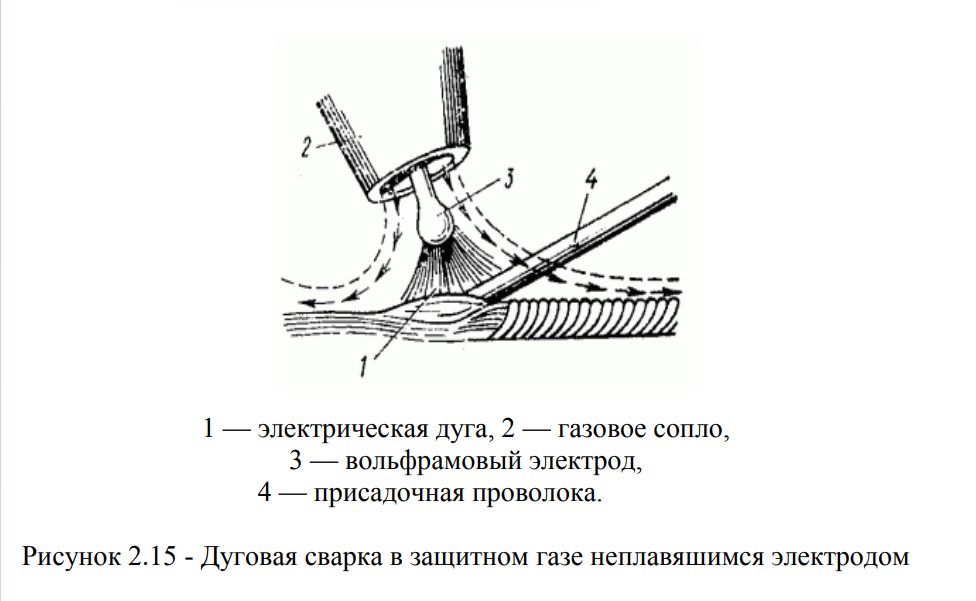 2
3
4
1
1 — электрическая дуга, 2 — газовое сопло,
3 — вольфрамовый электрод,
4 — присадочная проволока.
Рисунок 2.15 - Дуговая сварка в защитном газе неплавяшимся электродом